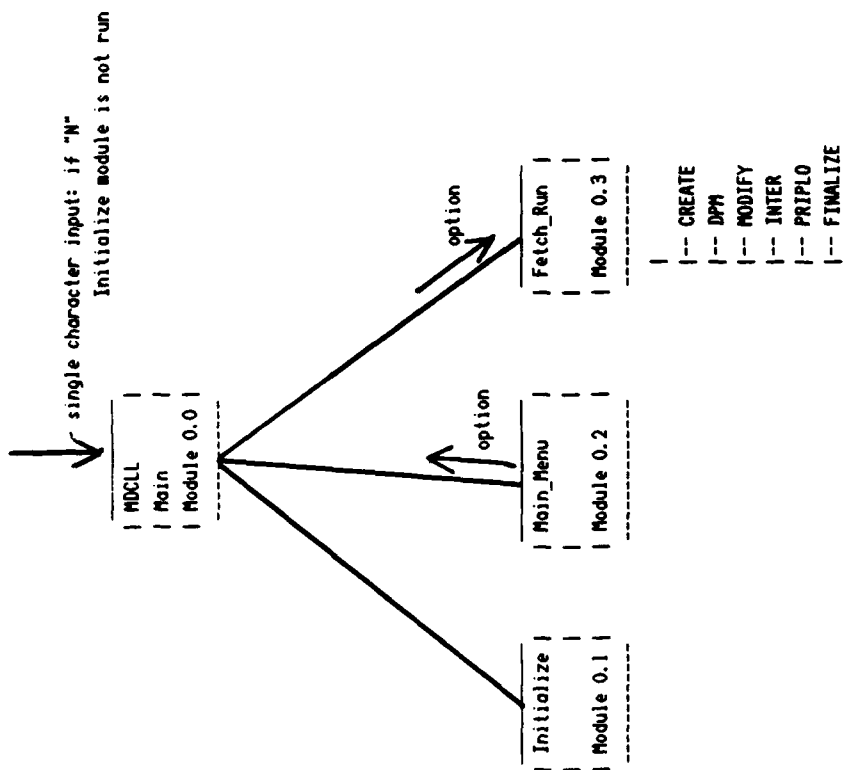 single character input: if "N"
Initialize module is not run
MDCLL
Main
Module 0.0
option
option
Initialize
Module 0.1
Main_Menu
Module 0.2
Fetch_Run
Module 0.3
|-- CREATE
|-- DPM
|-- MODIFY
|-- INTER
|-- PRIPLO
|-- FINALIZE